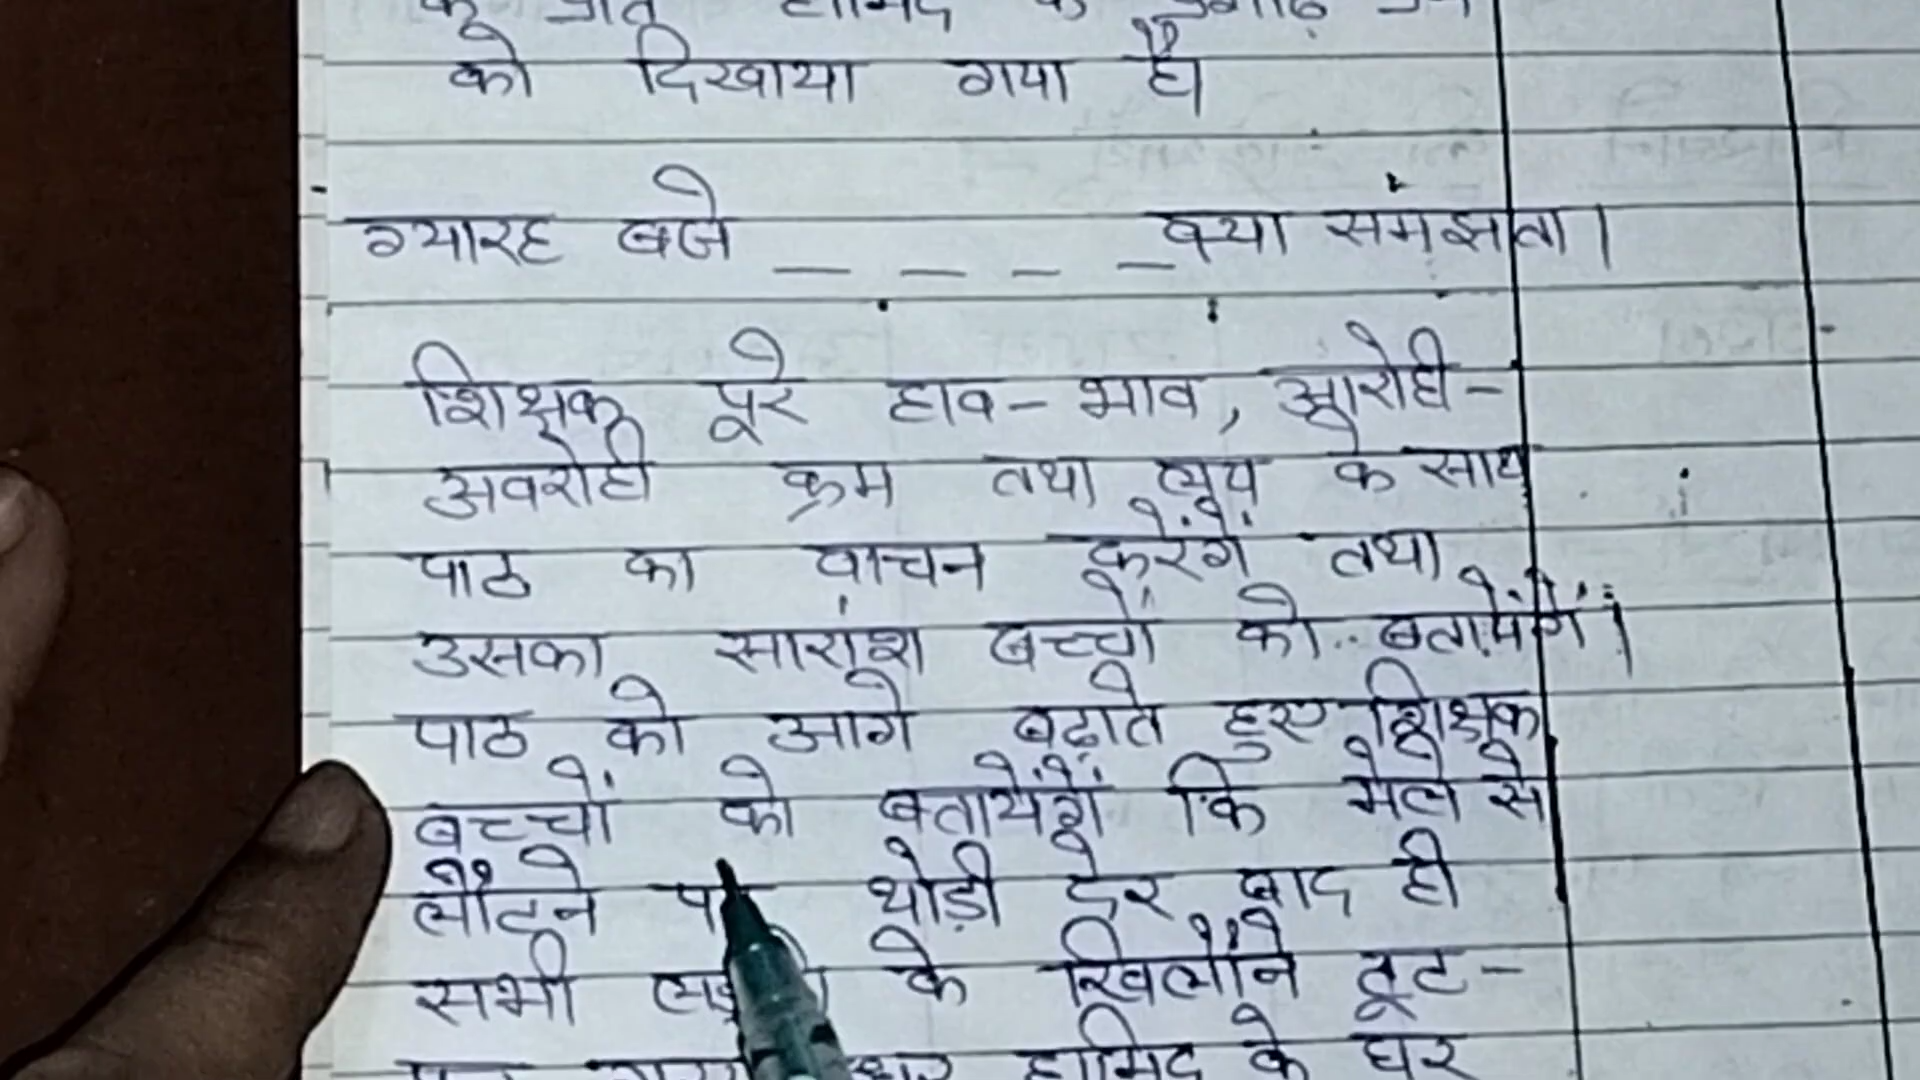 को दिखाया गया है।
ग्यारह बजे _ _ _ _ क्या समझता।
शिक्षक पूरे हाव-भाव, आरोही-
अवरोही क्रम तथा लय के साथ
पाठ का वाचन करेंगें तथा
उसका सारांश बच्चों को बतायेंगें।
पाठ को आगे बढ़ाते हुए शिक्षक
बच्चों को बतायेंगें कि मेले से
लौटने पर थोड़ी देर बाद ही
सभी के खिलौने टूट-
हामिद के घर